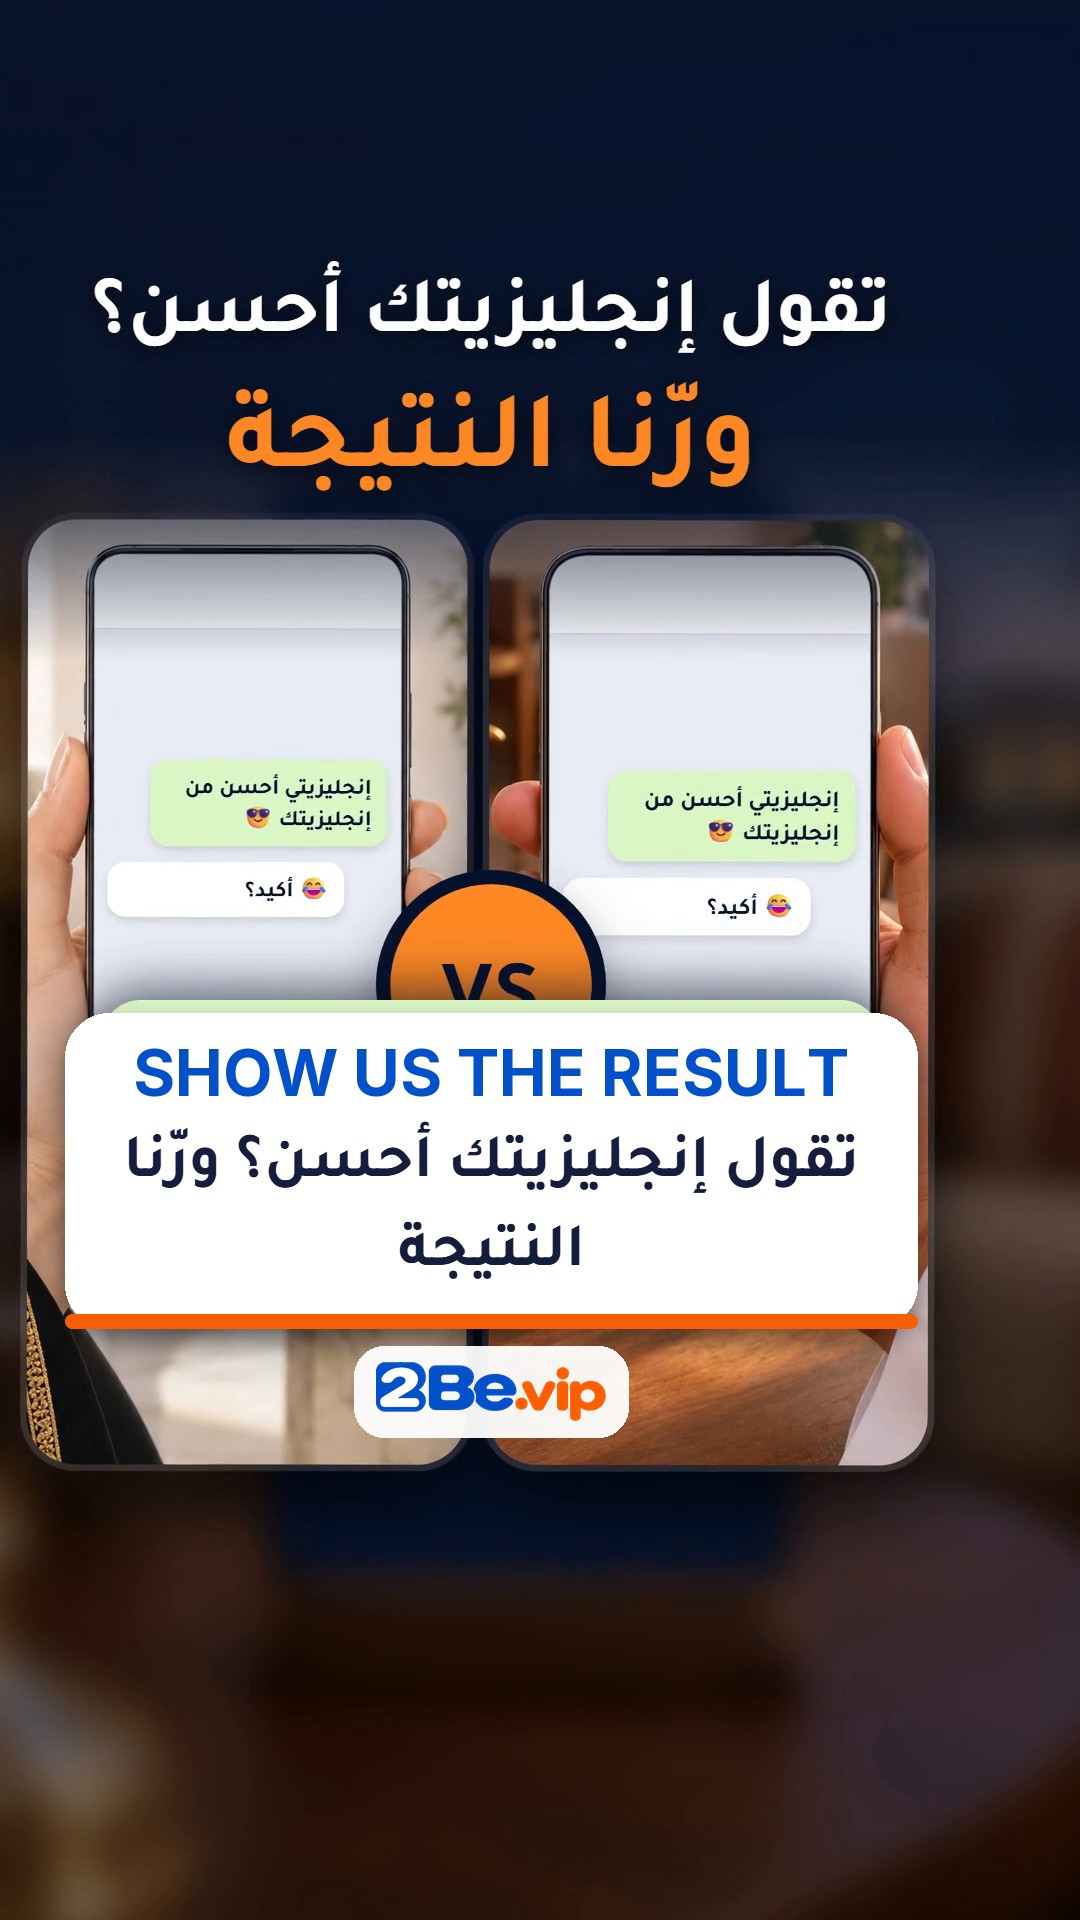 تقول إنجليزيتك أحسن؟
ورّنا النتيجة
إنجليزيتي أحسن من
إنجليزيتك 😎
😂 أكيد؟
إنجليزيتي أحسن من
إنجليزيتك 😎
😂 أكيد؟
VS
SHOW US THE RESULT
تقول إنجليزيتك أحسن؟ ورّنا
النتيجة
2Be.vip